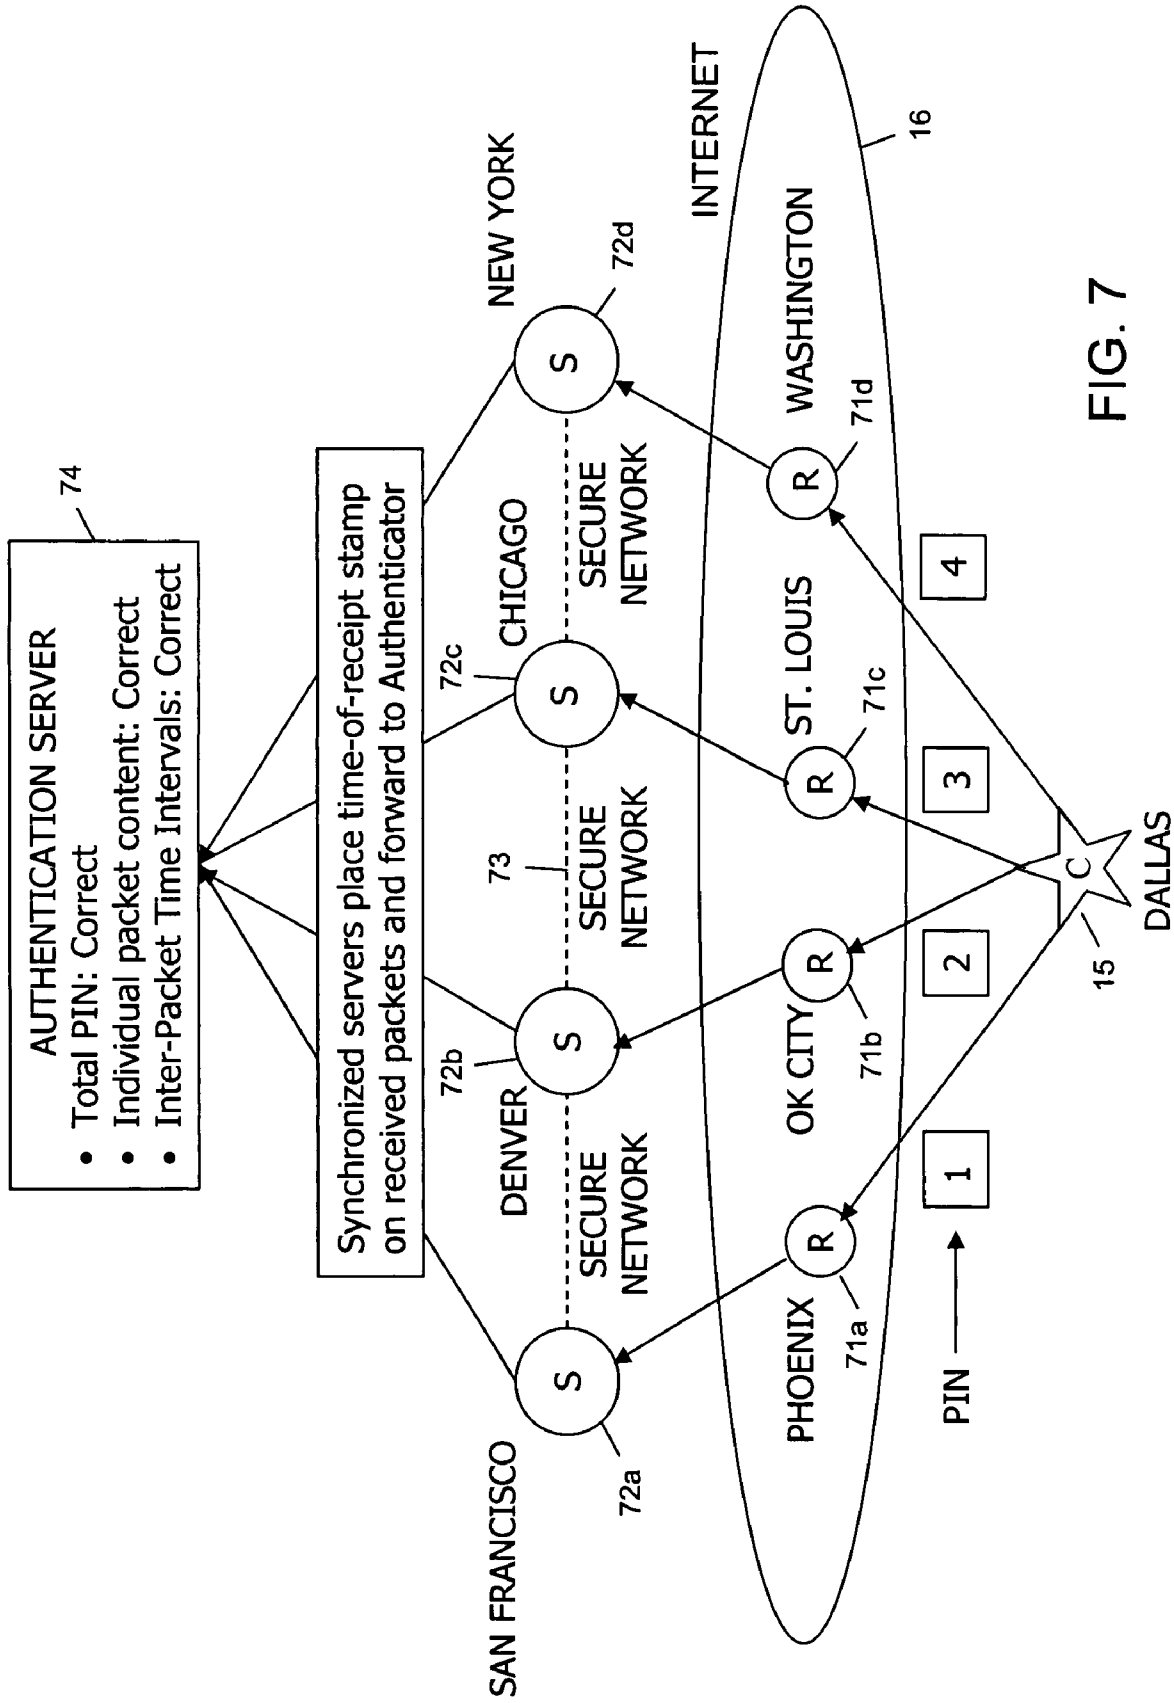 AUTHENTICATION SERVER
• Total PIN: Correct
• Individual packet content: Correct
• Inter-Packet Time Intervals: Correct
74
Synchronized servers place time-of-receipt stamp
on received packets and forward to Authenticator
SAN FRANCISCO
DENVER
CHICAGO
NEW YORK
72b
72c
73
S
S
S
S
SECURE
NETWORK
SECURE
NETWORK
SECURE
NETWORK
72a
72d
INTERNET
PHOENIX
OK CITY
ST. LOUIS
WASHINGTON
R
R
R
R
71a
71b
71c
71d
16
PIN
1
2
3
4
C
15
DALLAS
FIG. 7